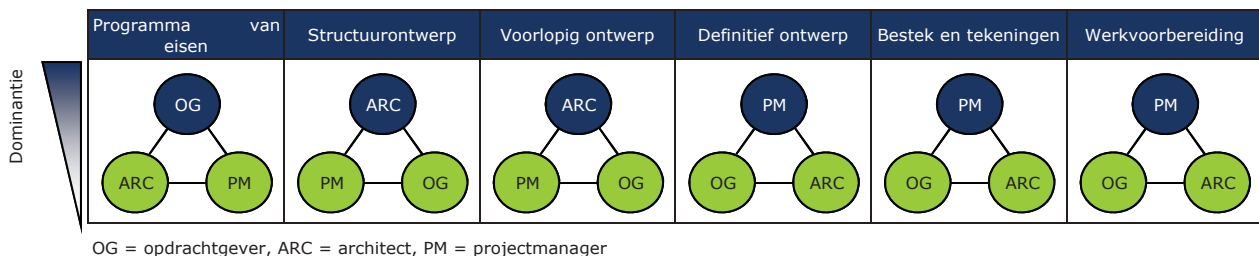 Programma van
eisen
Structuurontwerp
Voorlopig ontwerp
Definitief ontwerp
Bestek en tekeningen
Werkvoorbereiding
Dominantie
OG
ARC
ARC
PM
PM
PM
ARC
PM
PM
OG
PM
OG
OG
ARC
OG
ARC
OG
ARC
OG = opdrachtgever, ARC = architect, PM = projectmanager